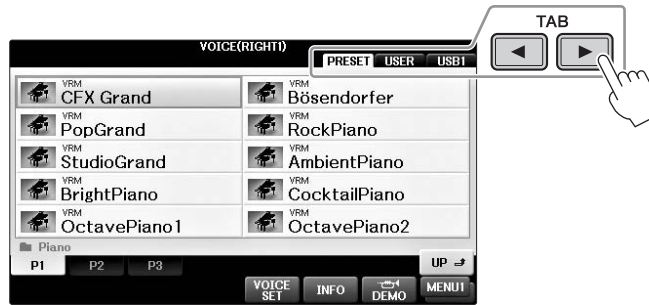 TAB
VOICE(RIGHT1)
PRESET USER USB1
VRM
CFX Grand
VRM
Bösendorfer
VRM
PopGrand
VRM
RockPiano
VRM
StudioGrand
VRM
AmbientPiano
VRM
BrightPiano
VRM
CocktailPiano
VRM
OctavePiano1
VRM
OctavePiano2
Piano
P1 P2 P3 UP
VOICE
SET
INFO
DEMO
MENU1